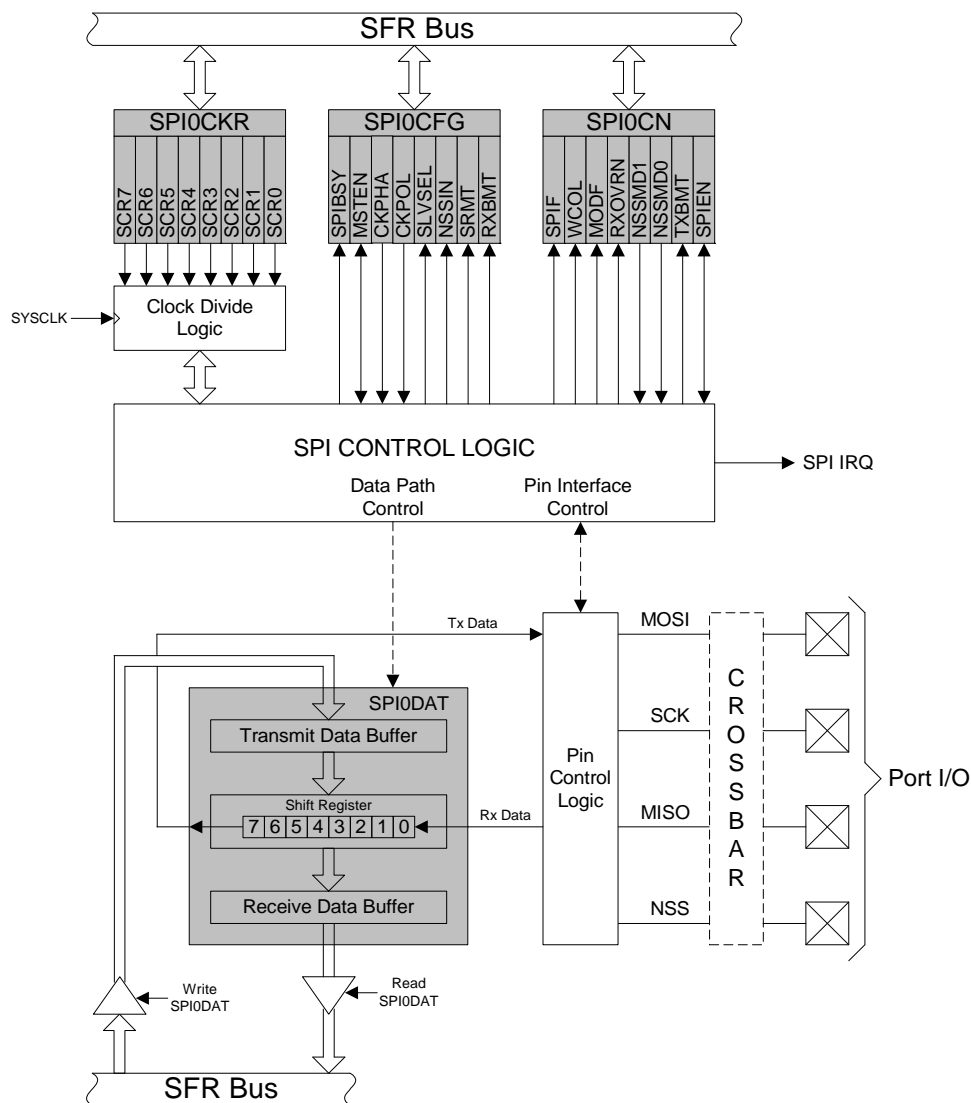 SFR Bus
SPI0CKR
SPI0CFG
SPI0CN
SCR7
SCR6
SCR5
SCR4
SCR3
SCR2
SCR1
SCR0
SPIBSY
MSTEN
CKPHA
CKPOL
SLVSEL
NSSIN
SRMT
RXBMT
SPIF
WCOL
MODF
RXOVRN
NSSMD1
NSSMD0
TXBMT
SPIEN
SYSCLK
Clock Divide
Logic
SPI CONTROL LOGIC
SPI IRQ
Data Path
Control
Pin Interface
Control
Tx Data
MOSI
SPI0DAT
Transmit Data Buffer
SCK
Shift Register
7 6 5 4 3 2 1 0
Rx Data
Pin
Control
Logic
MISO
CROSSBAR
Port I/O
Receive Data Buffer
NSS
Write
SPI0DAT
Read
SPI0DAT
SFR Bus